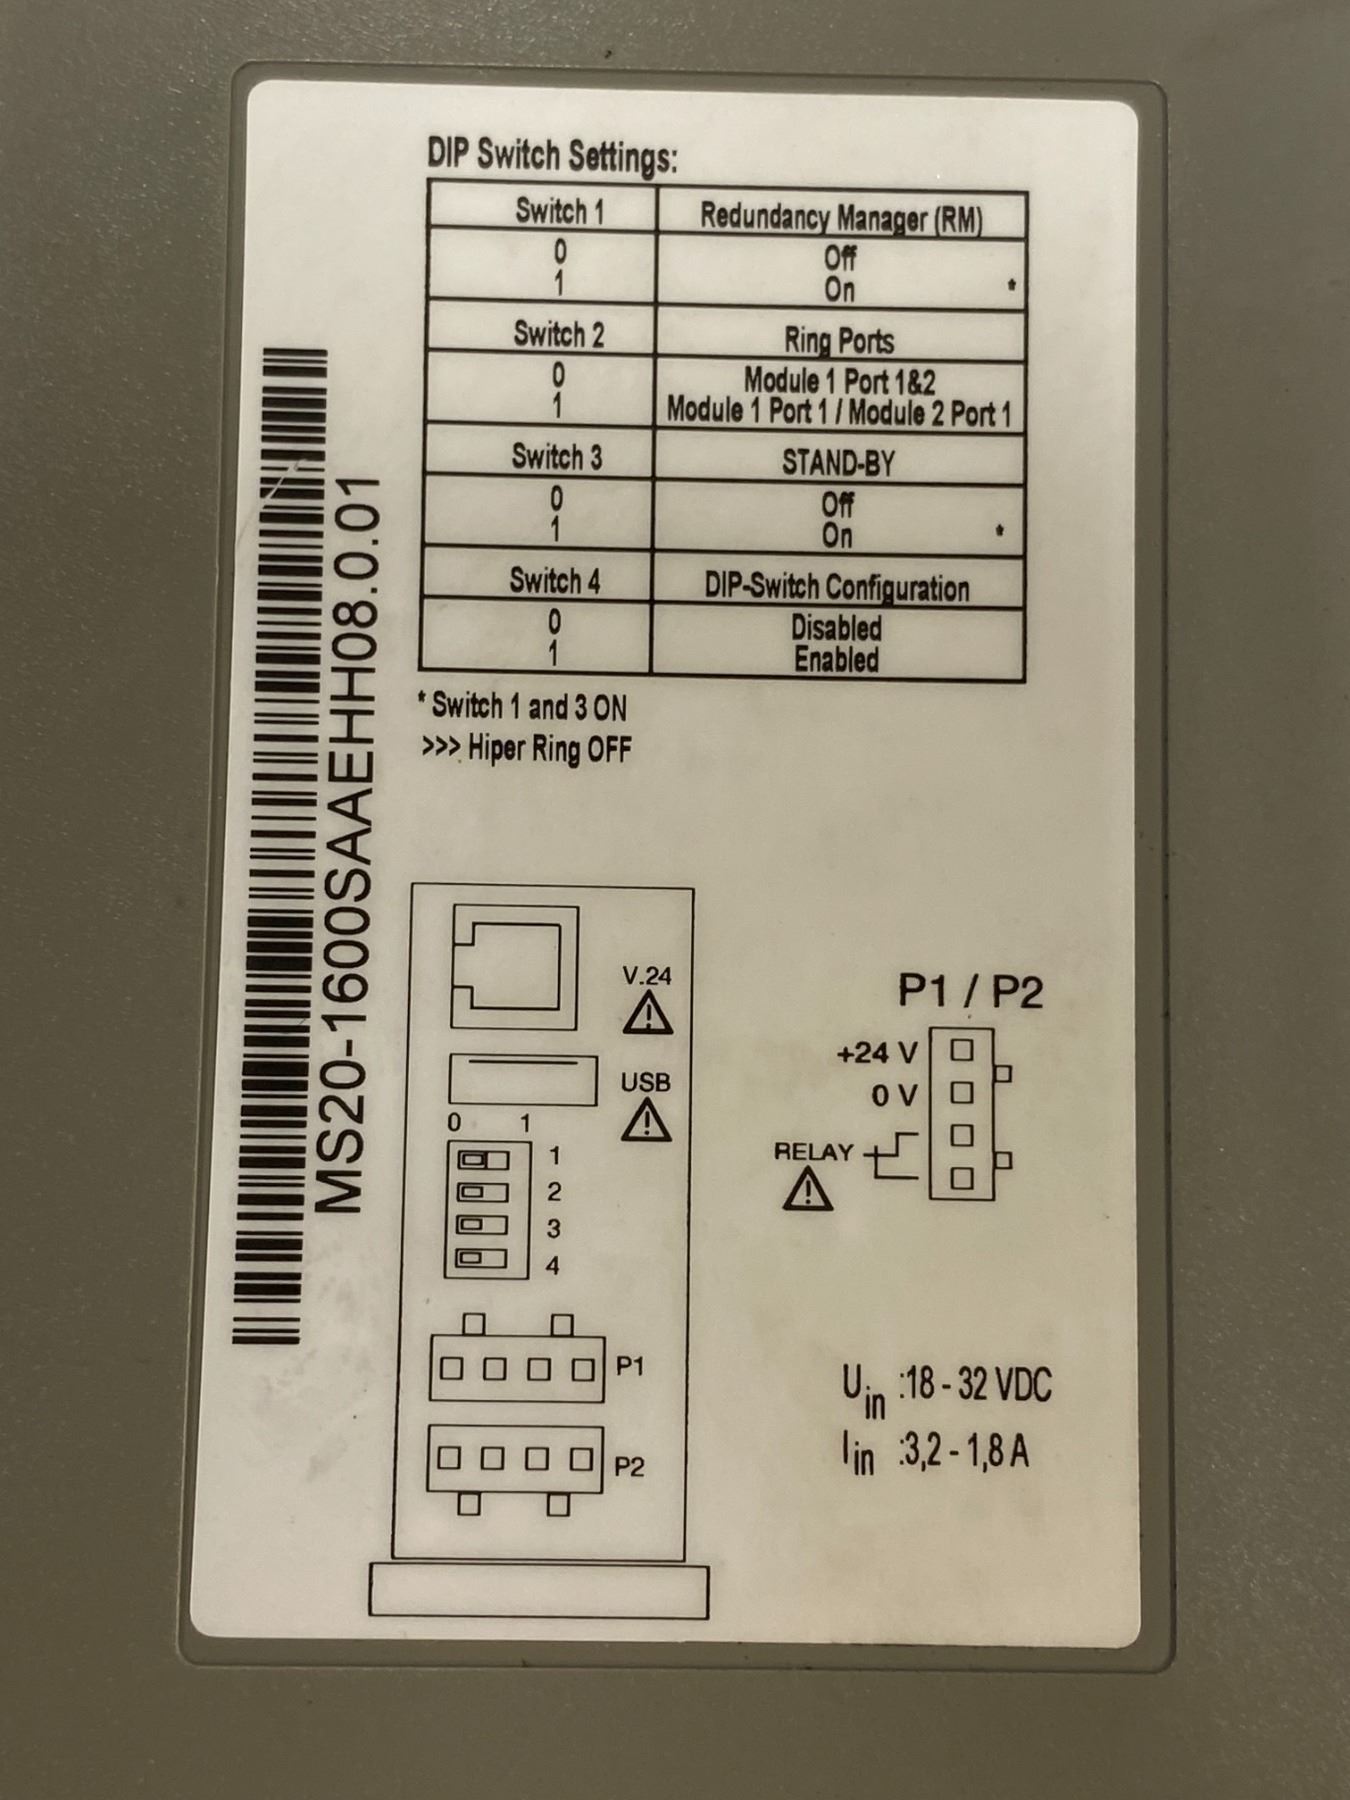 DIP Switch Settings:
Switch 1 Redundancy Manager (RM)
0 Off
1 On *
Switch 2 Ring Ports
0 Module 1 Port 1&2
1 Module 1 Port 1 / Module 2 Port 1
Switch 3 STAND-BY
0 Off
1 On *
Switch 4 DIP-Switch Configuration
0 Disabled
1 Enabled
* Switch 1 and 3 ON
>>> Hiper Ring OFF
MS20-1600SAAEHH08.0.01
V.24
USB
0 1
1
2
3
4
P1
P2
P1 / P2
+24 V
0 V
RELAY
Uin :18 - 32 VDC
Iin :3,2 - 1,8 A